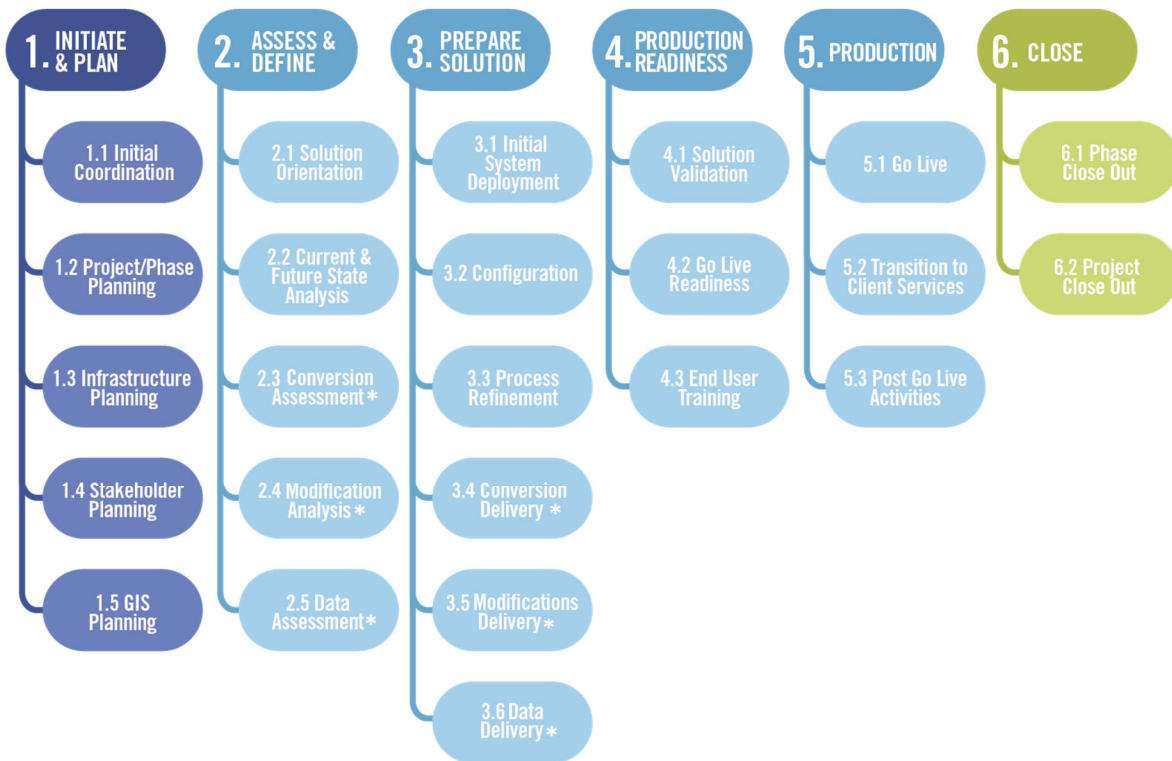 1. INITIATE
& PLAN
1.1 Initial
Coordination
1.2 Project/Phase
Planning
1.3 Infrastructure
Planning
1.4 Stakeholder
Planning
1.5 GIS
Planning
2. ASSESS &
DEFINE
2.1 Solution
Orientation
2.2 Current &
Future State
Analysis
2.3 Conversion
Assessment*
2.4 Modification
Analysis*
2.5 Data
Assessment*
3. PREPARE
SOLUTION
3.1 Initial
System
Deployment
3.2 Configuration
3.3 Process
Refinement
3.4 Conversion
Delivery *
3.5 Modifications
Delivery*
3.6 Data
Delivery*
4. PRODUCTION
READINESS
4.1 Solution
Validation
4.2 Go Live
Readiness
4.3 End User
Training
5. PRODUCTION
5.1 Go Live
5.2 Transition to
Client Services
5.3 Post Go Live
Activities
6. CLOSE
6.1 Phase
Close Out
6.2 Project
Close Out